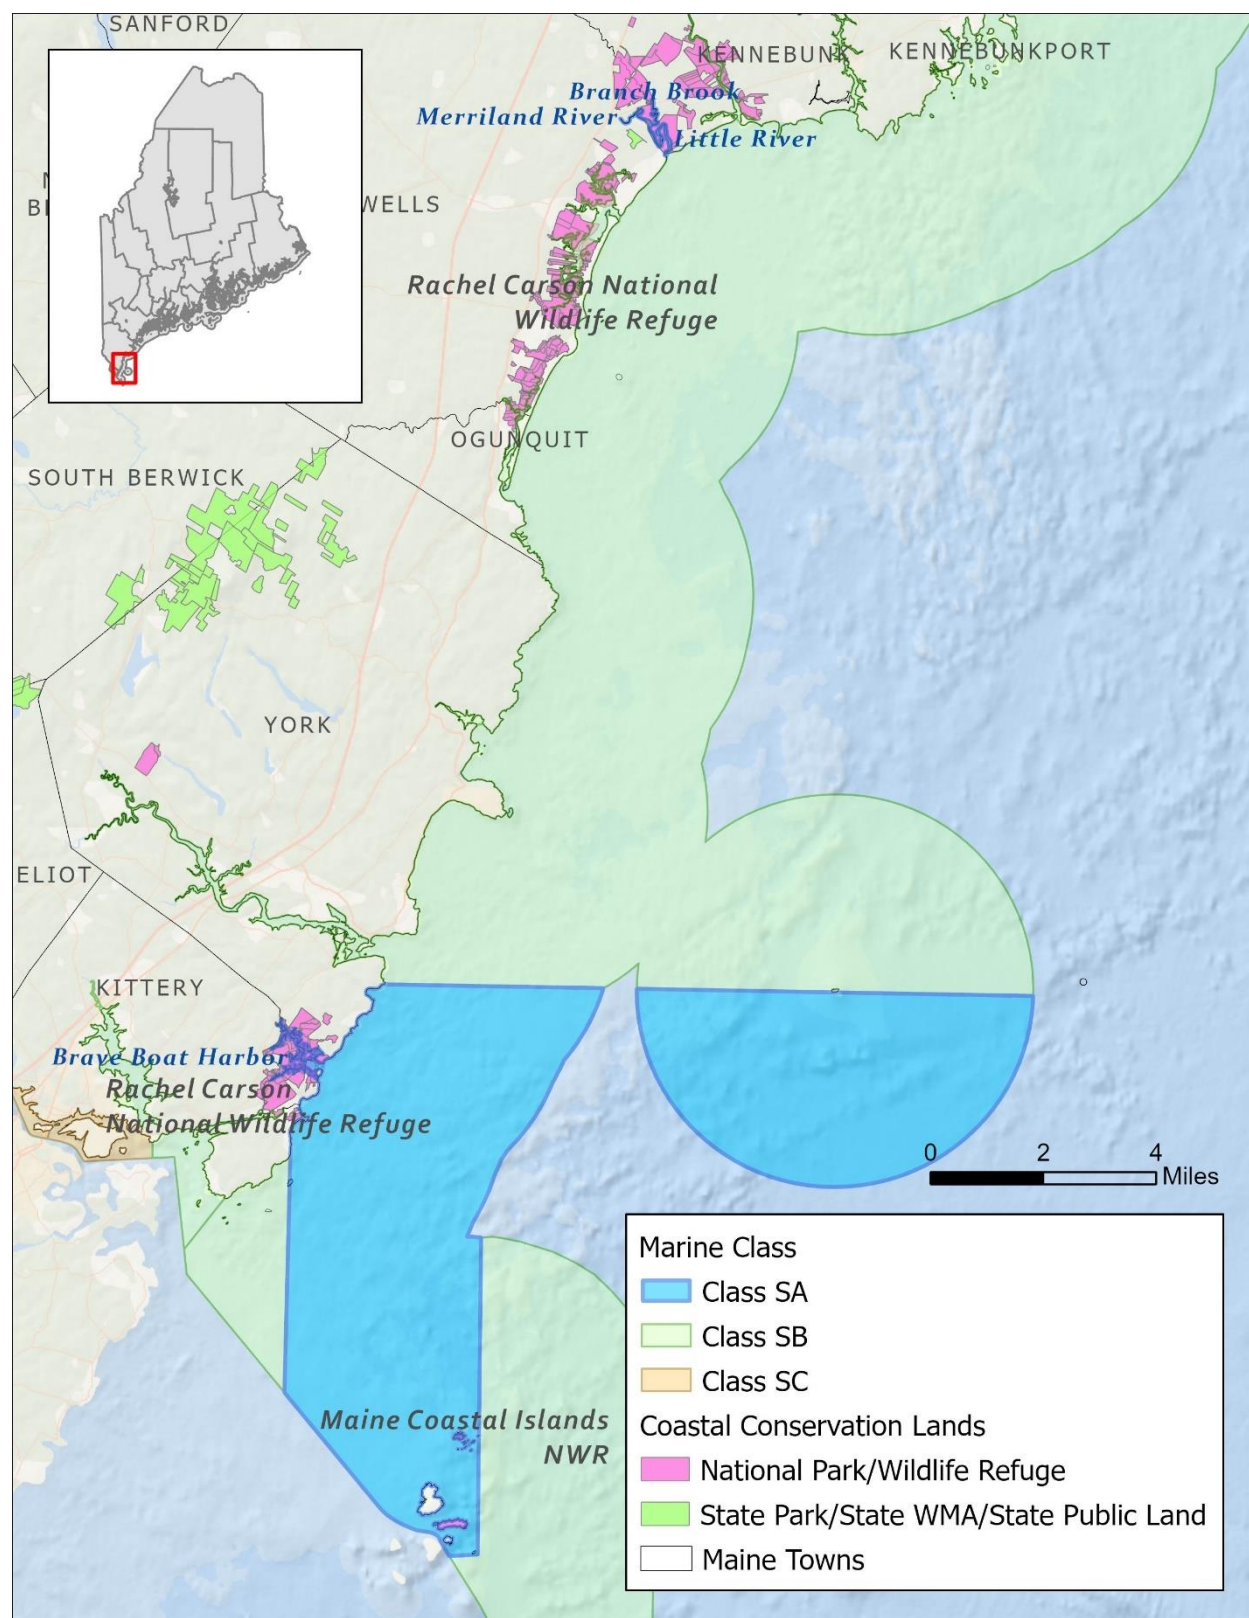 SANFORD
KENNEBUNK
KENNEBUNKPORT
Branch Brook
Merriland River
Little River
WELLS
Rachel Carson National
Wildlife Refuge
OGUNQUIT
SOUTH BERWICK
YORK
ELIOT
KITTERY
Brave Boat Harbor
Rachel Carson
National Wildlife Refuge
0 2 4
Miles
Maine Coastal Islands
NWR
Marine Class
Class SA
Class SB
Class SC
Coastal Conservation Lands
National Park/Wildlife Refuge
State Park/State WMA/State Public Land
Maine Towns